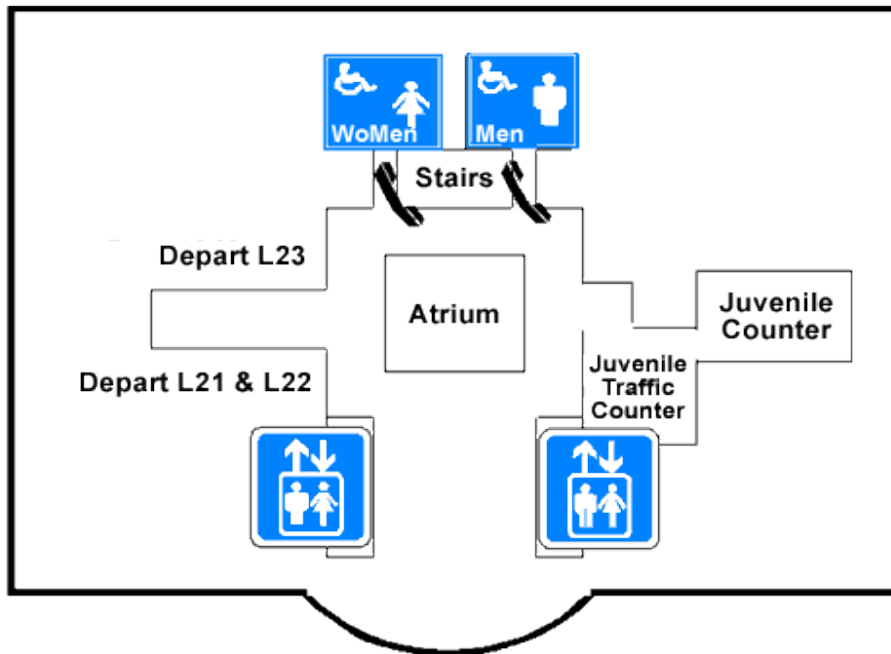 WoMen
Men
Stairs
Depart L23
Atrium
Juvenile
Counter
Depart L21 & L22
Juvenile
Traffic
Counter